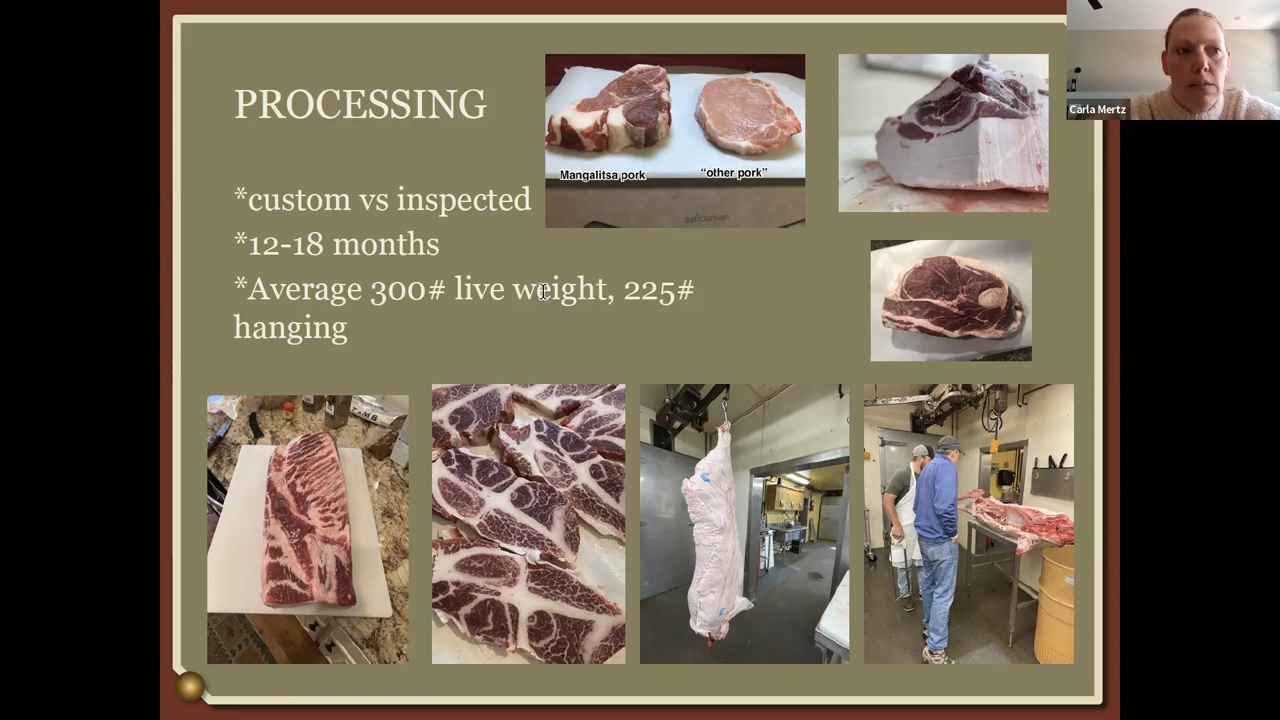 PROCESSING
*custom vs inspected
*12-18 months
*Average 300# live weight, 225#
hanging
Mangalitsa pork
"other pork"
epicurean
Carla Mertz